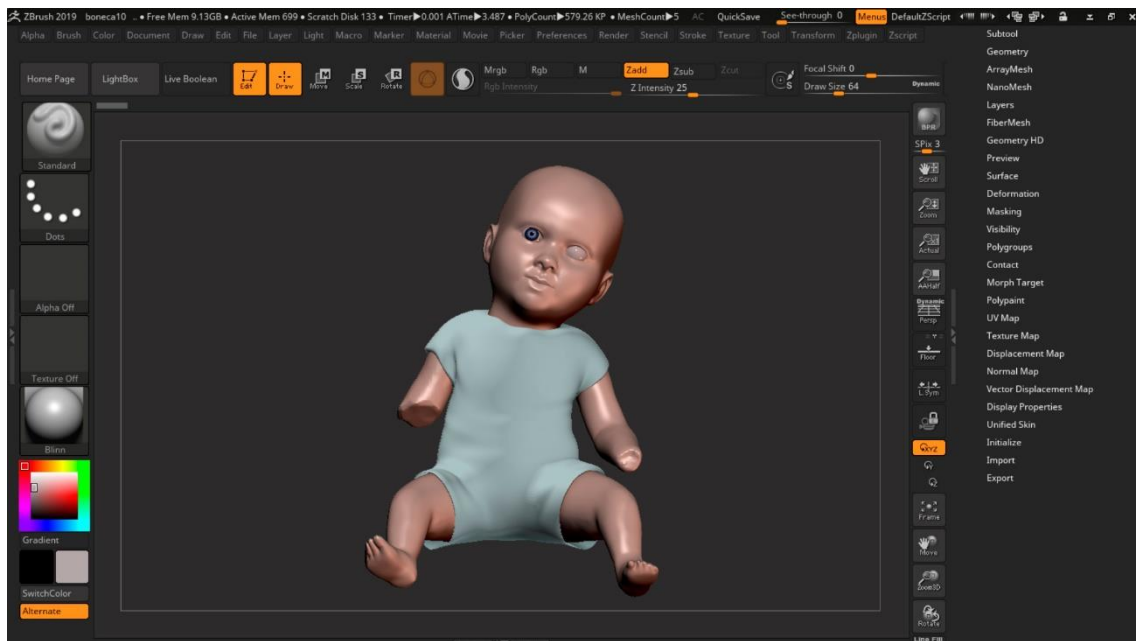 ZBrush 2019 boneca10 .. • Free Mem 9.13GB • Active Mem 699 • Scratch Disk 133 • Timer▶0.001 ATime▶3.487 • PolyCount▶579.26 KP • MeshCount▶5 AC QuickSave See-through 0 Menus DefaultZScript
Alpha Brush Color Document Draw Edit File Layer Light Macro Marker Material Movie Picker Preferences Render Stencil Stroke Texture Tool Transform Zplugin Zscript
Home Page LightBox Live Boolean Edit Draw Move Scale Rotate
M S R
Mrgb Rgb M Zadd Zsub Zcut Focal Shift 0
Rgb Intensity Z Intensity 25 S Draw Size 64 Dynamic
Standard
Dots
Alpha Off
Texture Off
Blinn
Gradient
SwitchColor
Alternate
BPR
SPix 3
Scroll
Zoom
Actual
AAHalf
Dynamic
Persp
Floor
L.Sym
XYZ
Y
Z
Frame
Move
Zoom3D
Rotate
Line Fill
Subtool
Geometry
ArrayMesh
NanoMesh
Layers
FiberMesh
Geometry HD
Preview
Surface
Deformation
Masking
Visibility
Polygroups
Contact
Morph Target
Polypaint
UV Map
Texture Map
Displacement Map
Normal Map
Vector Displacement Map
Display Properties
Unified Skin
Initialize
Import
Export